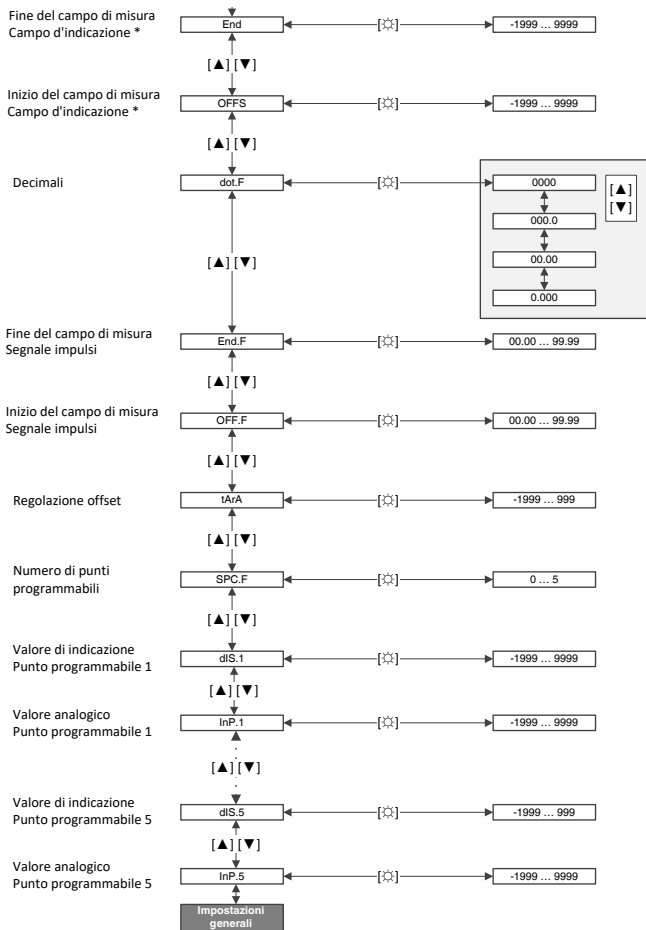 Fine del campo di misura
Campo d'indicazione *
End
[☼]
-1999 ... 9999
[▲] [▼]
Inizio del campo di misura
Campo d'indicazione *
OFFS
[☼]
-1999 ... 9999
[▲] [▼]
Decimali
dot.F
[☼]
0000
[▲]
[▼]
000.0
00.00
0.000
[▲] [▼]
Fine del campo di misura
Segnale impulsi
End.F
[☼]
00.00 ... 99.99
[▲] [▼]
Inizio del campo di misura
Segnale impulsi
OFF.F
[☼]
00.00 ... 99.99
[▲] [▼]
Regolazione offset
tArA
[☼]
-1999 ... 999
[▲] [▼]
Numero di punti
programmabili
SPC.F
[☼]
0 ... 5
[▲] [▼]
Valore di indicazione
Punto programmabile 1
dIS.1
[☼]
-1999 ... 9999
[▲] [▼]
Valore analogico
Punto programmabile 1
InP.1
[☼]
-1999 ... 9999
[▲] [▼]
Valore di indicazione
Punto programmabile 5
dIS.5
[☼]
-1999 ... 999
[▲] [▼]
Valore analogico
Punto programmabile 5
InP.5
[☼]
-1999 ... 9999
Impostazioni
generali